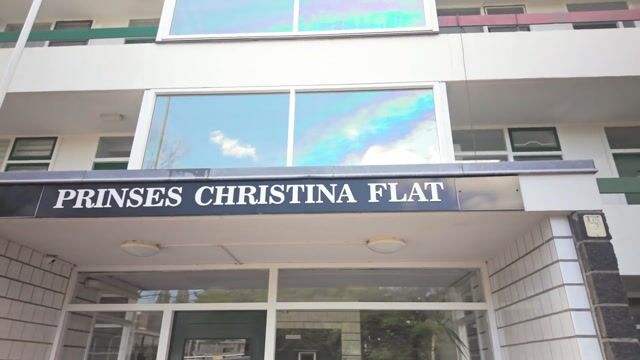 PRINSES CHRISTINA FLAT